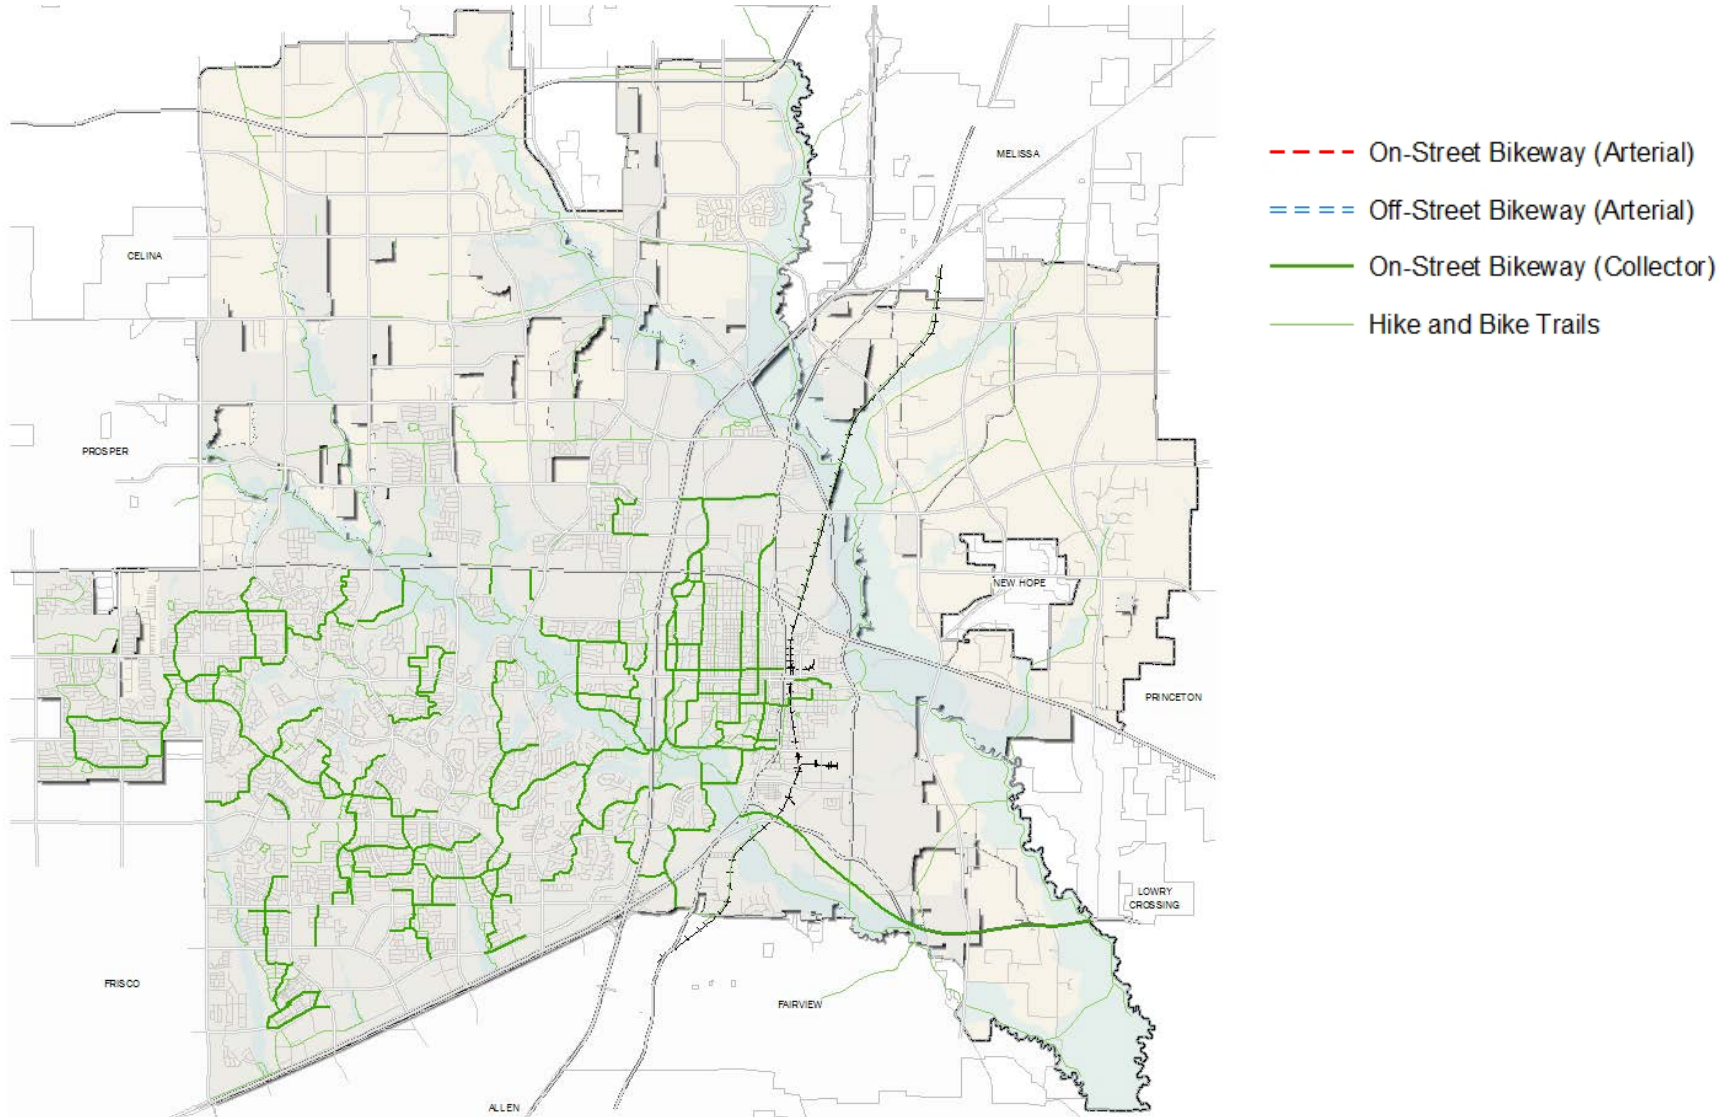 MELISSA
CELINA
PROSPER
NEW HOPE
PRINCETON
LOWRY
CROSSING
FRISCO
FAIRVIEW
ALLEN
On-Street Bikeway (Arterial)
Off-Street Bikeway (Arterial)
On-Street Bikeway (Collector)
Hike and Bike Trails